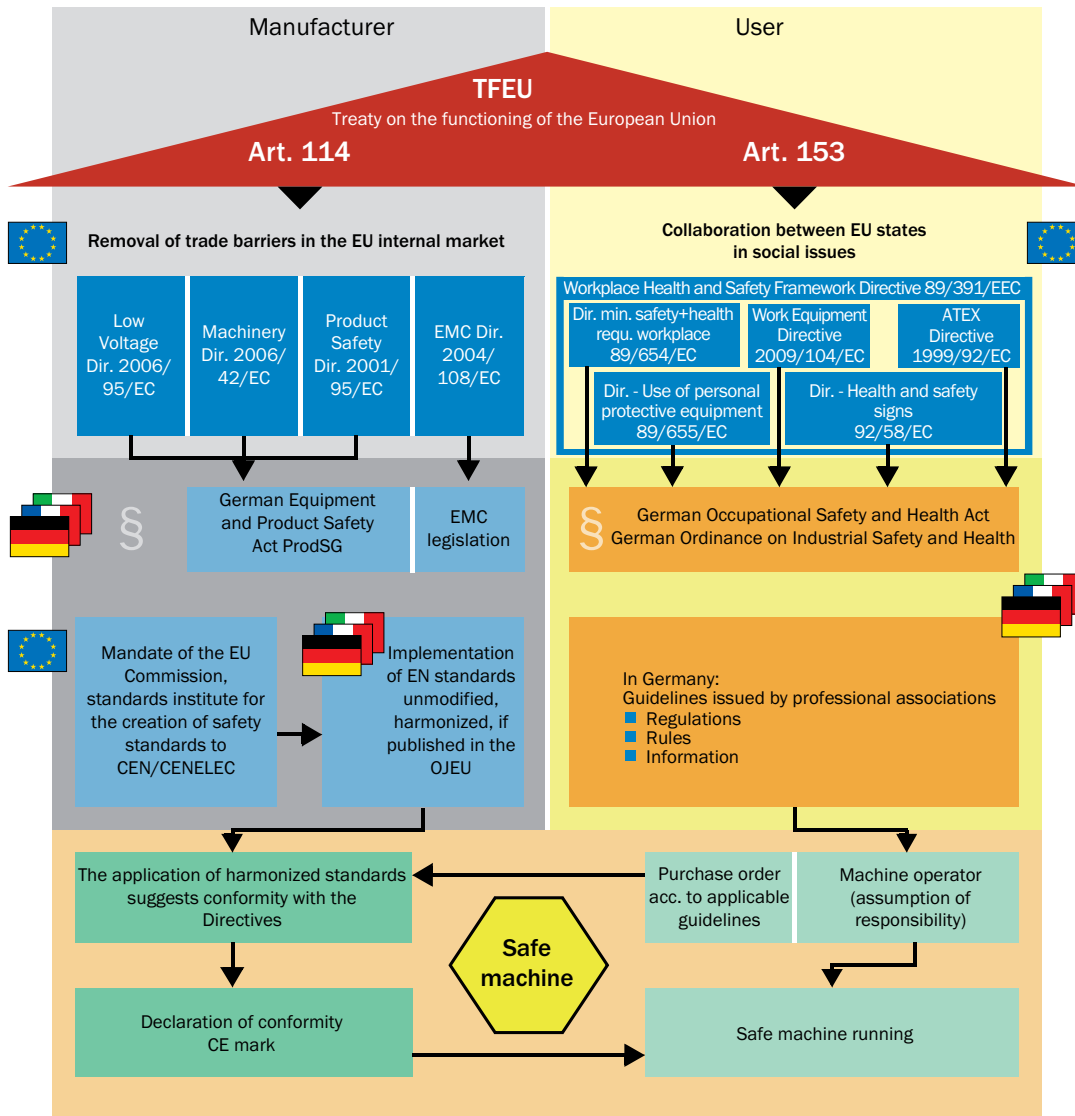 Manufacturer
User
TFEU
Treaty on the functioning of the European Union
Art. 114
Art. 153
Removal of trade barriers in the EU internal market
Collaboration between EU states
in social issues
Low
Voltage
Dir. 2006/
95/EC
Machinery
Dir. 2006/
42/EC
Product
Safety
Dir. 2001/
95/EC
EMC Dir.
2004/
108/EC
Workplace Health and Safety Framework Directive 89/391/EEC
Dir. min. safety+health
requ. workplace
89/654/EC
Work Equipment
Directive
2009/104/EC
ATEX
Directive
1999/92/EC
Dir. - Use of personal
protective equipment
89/655/EC
Dir. - Health and safety
signs
92/58/EC
§
German Equipment
and Product Safety
Act ProdSG
EMC
legislation
§
German Occupational Safety and Health Act
German Ordinance on Industrial Safety and Health
Mandate of the EU
Commission,
standards institute for
the creation of safety
standards to
CEN/CENELEC
Implementation
of EN standards
unmodified,
harmonized, if
published in the
OJEU
In Germany:
Guidelines issued by professional associations
Regulations
Rules
Information
The application of harmonized standards
suggests conformity with the
Directives
Purchase order
acc. to applicable
guidelines
Machine operator
(assumption of
responsibility)
Safe
machine
Declaration of conformity
CE mark
Safe machine running